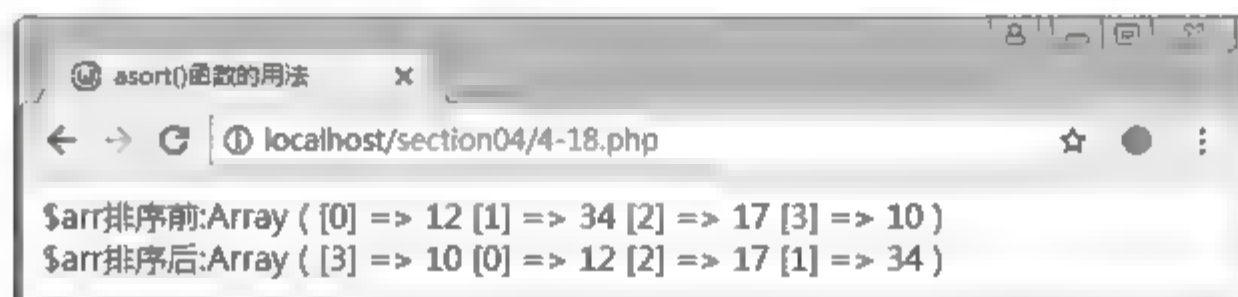 asort()函数的用法
localhost/section04/4-18.php
$arr排序前:Array ( [0] => 12 [1] => 34 [2] => 17 [3] => 10 )
$arr排序后:Array ( [3] => 10 [0] => 12 [2] => 17 [1] => 34 )